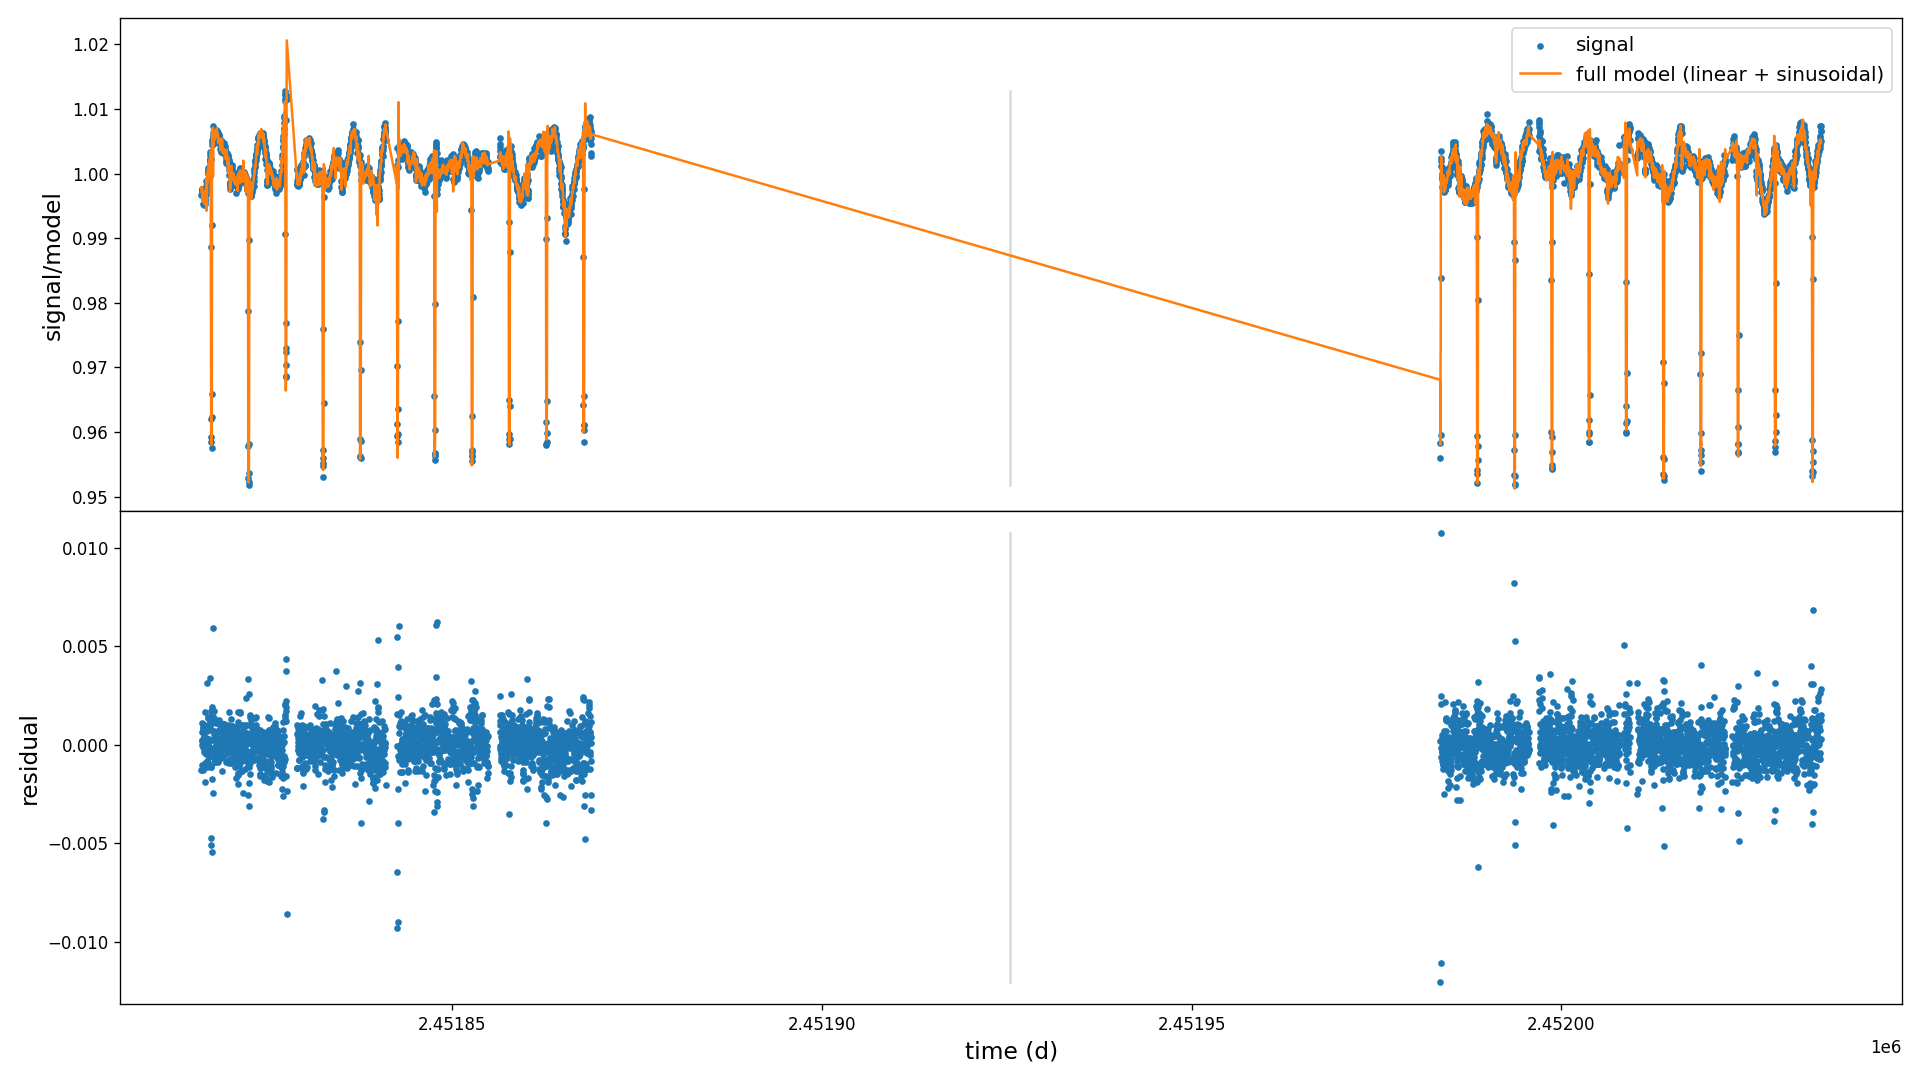 signal/model
1.02
1.01
1.00
0.99
0.98
0.97
0.96
0.95
signal
full model (linear + sinusoidal)
residual
0.010
0.005
0.000
−0.005
−0.010
2.45185
2.45190
2.45195
2.45200
time (d)
1e6